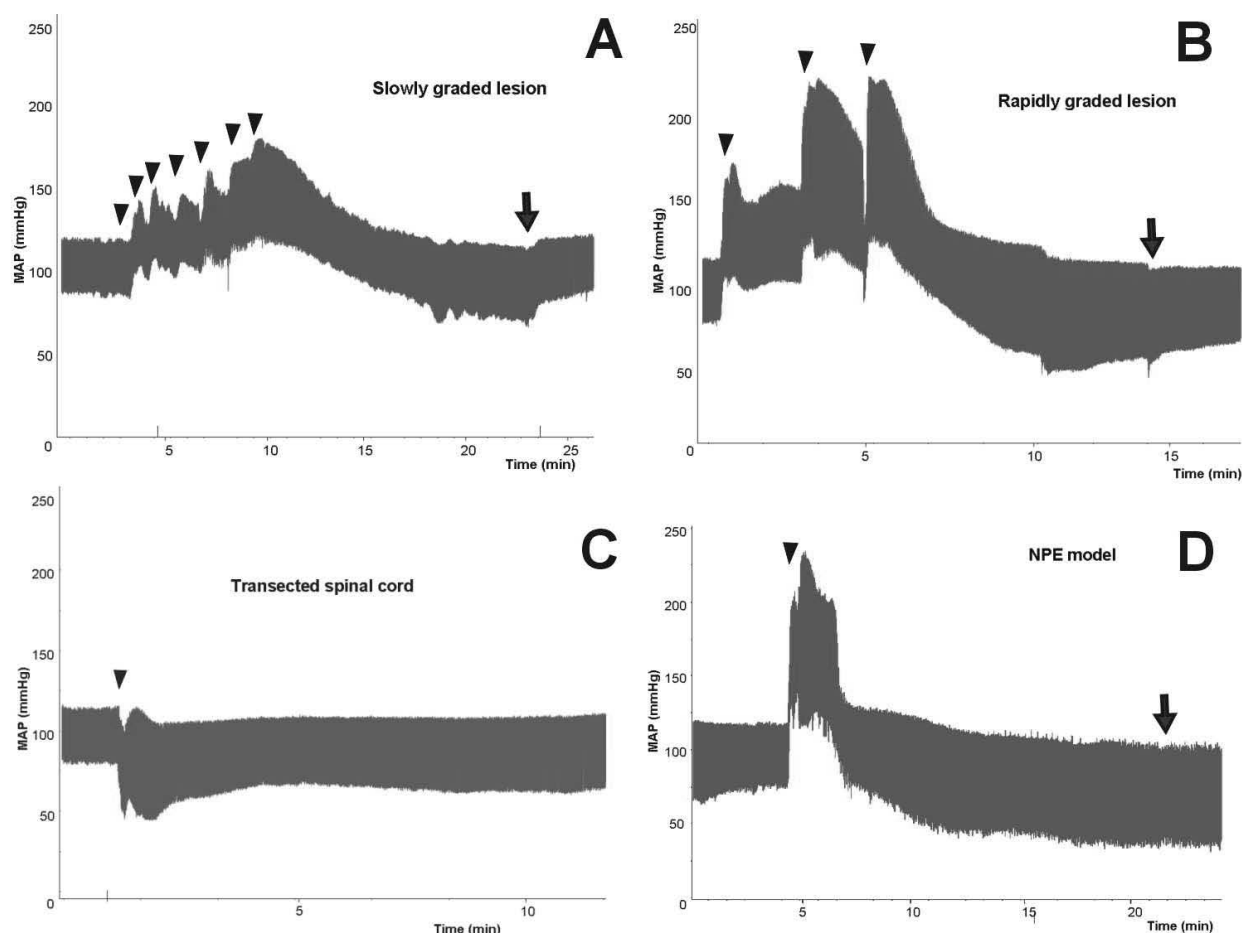 A
Slowly graded lesion
MAP (mmHg)
250
200
150
100
50
0
5
10
15
20
25
Time (min)
B
Rapidly graded lesion
MAP (mmHg)
250
200
150
100
50
0
5
10
15
Time (min)
C
Transected spinal cord
MAP (mmHg)
250
200
150
100
50
0
5
10
Time (min)
D
NPE model
MAP (mmHg)
250
200
150
100
50
0
5
10
15
20
Time (min)